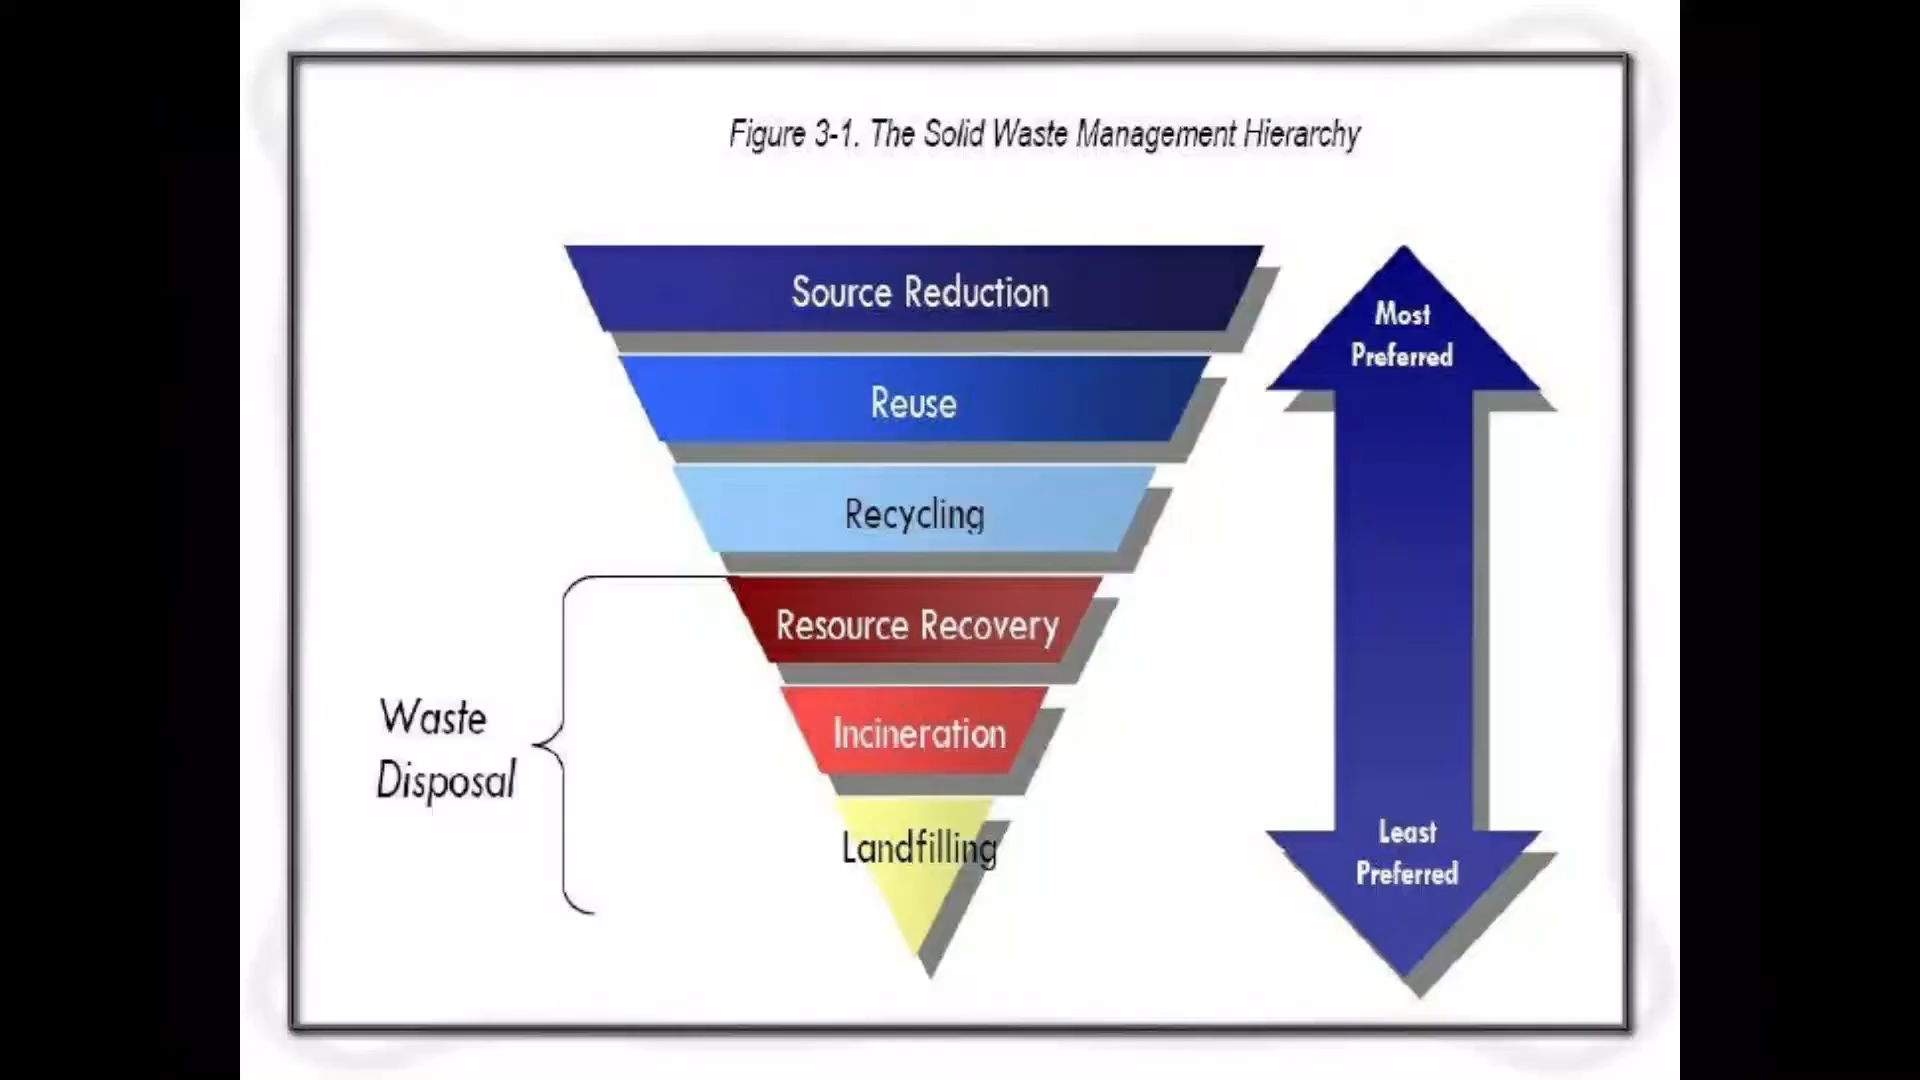 Figure 3-1. The Solid Waste Management Hierarchy
Source Reduction
Reuse
Recycling
Resource Recovery
Incineration
Landfilling
Waste
Disposal
Most
Preferred
Least
Preferred